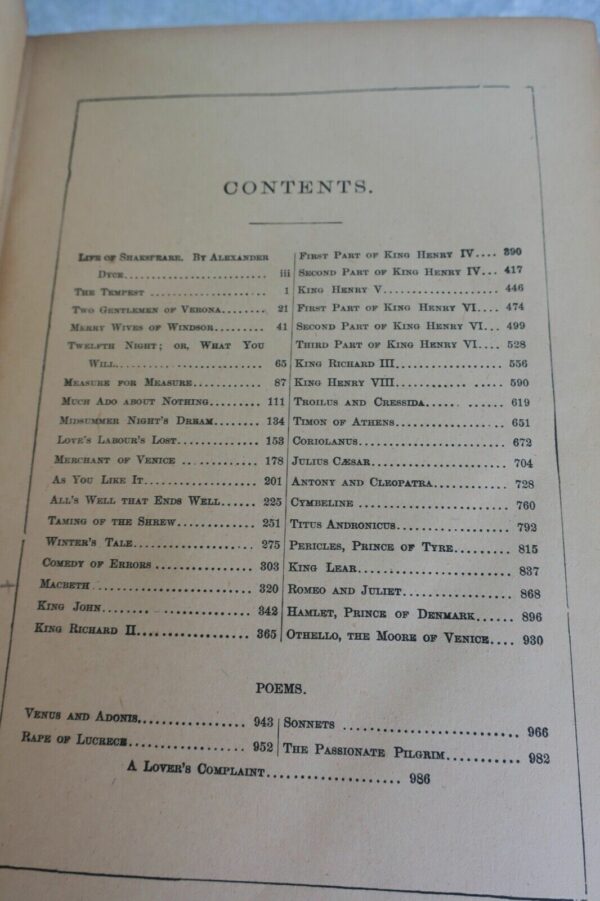 CONTENTS.
LIFE OF SHAKSPEARE. BY ALEXANDER
DYCE........................ iii
THE TEMPEST .................... 1
TWO GENTLEMEN OF VERONA........ 21
MERRY WIVES OF WINDSOR......... 41
TWELFTH NIGHT; OR, WHAT YOU
WILL........................ 65
MEASURE FOR MEASURE............ 87
MUCH ADO ABOUT NOTHING......... 111
MIDSUMMER NIGHT'S DREAM........ 134
LOVE'S LABOUR'S LOST........... 153
MERCHANT OF VENICE ............ 178
AS YOU LIKE IT................. 201
ALL'S WELL THAT ENDS WELL...... 225
TAMING OF THE SHREW............ 251
WINTER'S TALE.................. 275
COMEDY OF ERRORS .............. 303
MACBETH ....................... 320
KING JOHN ..................... 342
KING RICHARD II................ 365
FIRST PART OF KING HENRY IV.... 390
SECOND PART OF KING HENRY IV... 417
KING HENRY V................... 446
FIRST PART OF KING HENRY VI.... 474
SECOND PART OF KING HENRY VI... 499
THIRD PART OF KING HENRY VI.... 528
KING RICHARD III............... 556
KING HENRY VIII................ 590
TROILUS AND CRESSIDA........... 619
TIMON OF ATHENS................ 651
CORIOLANUS..................... 672
JULIUS CÆSAR................... 704
ANTONY AND CLEOPATRA........... 728
CYMBELINE ..................... 760
TITUS ANDRONICUS............... 792
PERICLES, PRINCE OF TYRE....... 815
KING LEAR...................... 837
ROMEO AND JULIET............... 868
HAMLET, PRINCE OF DENMARK...... 896
OTHELLO, THE MOORE OF VENICE.... 930
POEMS.
VENUS AND ADONIS............... 943
RAPE OF LUCRECE................ 952
SONNETS ....................... 966
THE PASSIONATE PILGRIM......... 982
A LOVER'S COMPLAINT.................. 986